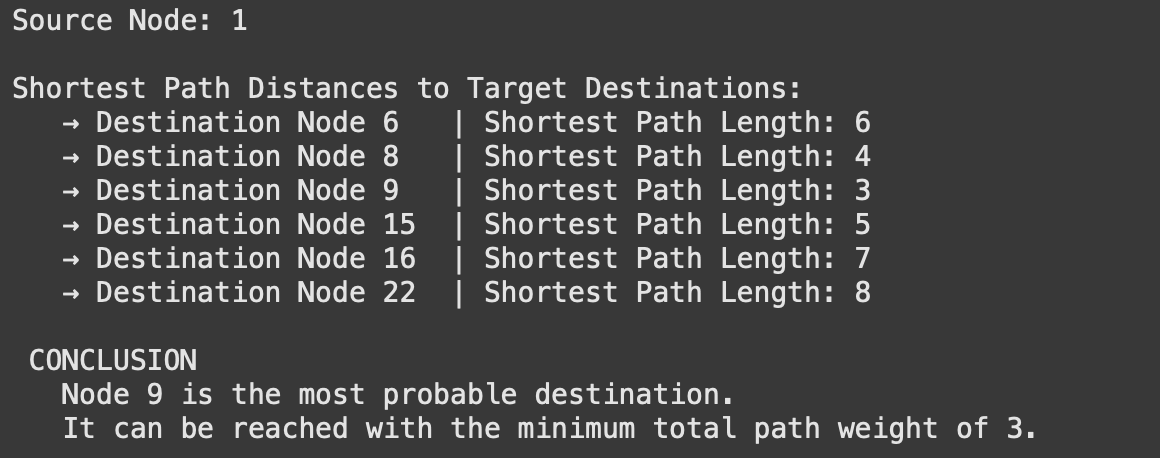 Source Node: 1
Shortest Path Distances to Target Destinations:
→ Destination Node 6 | Shortest Path Length: 6
→ Destination Node 8 | Shortest Path Length: 4
→ Destination Node 9 | Shortest Path Length: 3
→ Destination Node 15 | Shortest Path Length: 5
→ Destination Node 16 | Shortest Path Length: 7
→ Destination Node 22 | Shortest Path Length: 8
CONCLUSION
Node 9 is the most probable destination.
It can be reached with the minimum total path weight of 3.